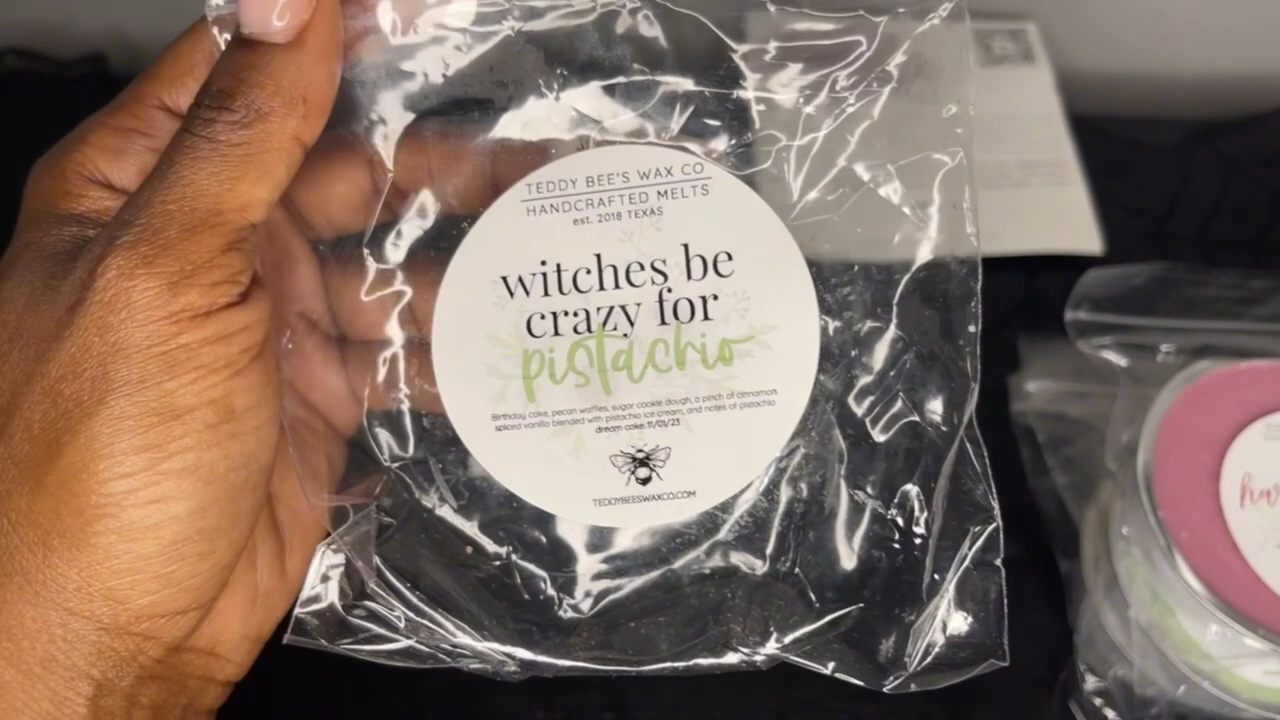 TEDDY BEE'S WAX CO
HANDCRAFTED MELTS
est. 2018 TEXAS
witches be
crazy for
pistachio
Birthday cake, pecan waffles, sugar cookie dough, a pinch of cinnamon
spiced vanilla blended with pistachio ice cream, and notes of pistachio
dream cake. 11/01/23
TEDDYBEESWAXCO.COM